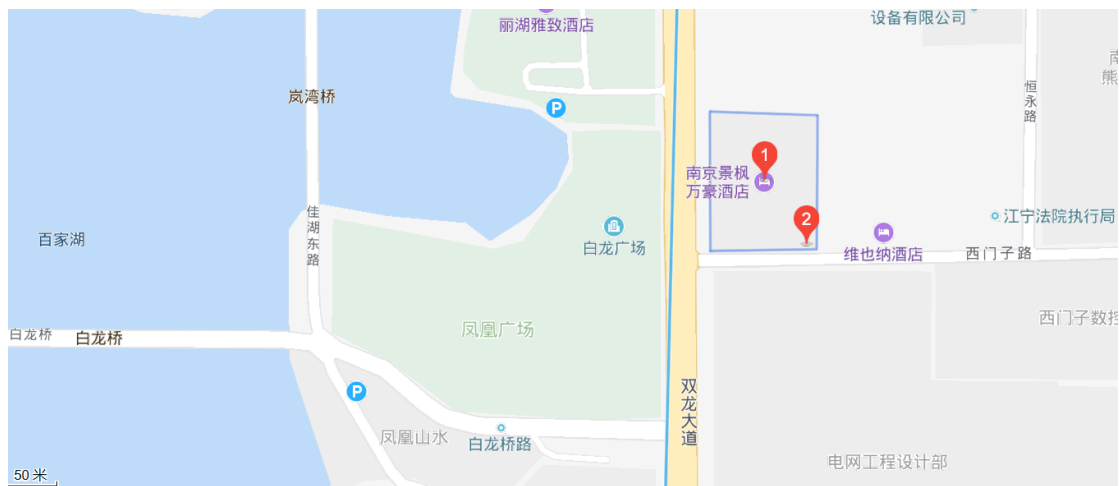 丽湖雅致酒店
设备有限公司
岚湾桥
P
恒永路
1
南京景枫
万豪酒店
2
江宁法院执行局
佳湖东路
百家湖
白龙广场
维也纳酒店
西门子路
凤凰广场
西门子数控
白龙桥
白龙桥
P
双龙大道
凤凰山水
白龙桥路
电网工程设计部
50 米